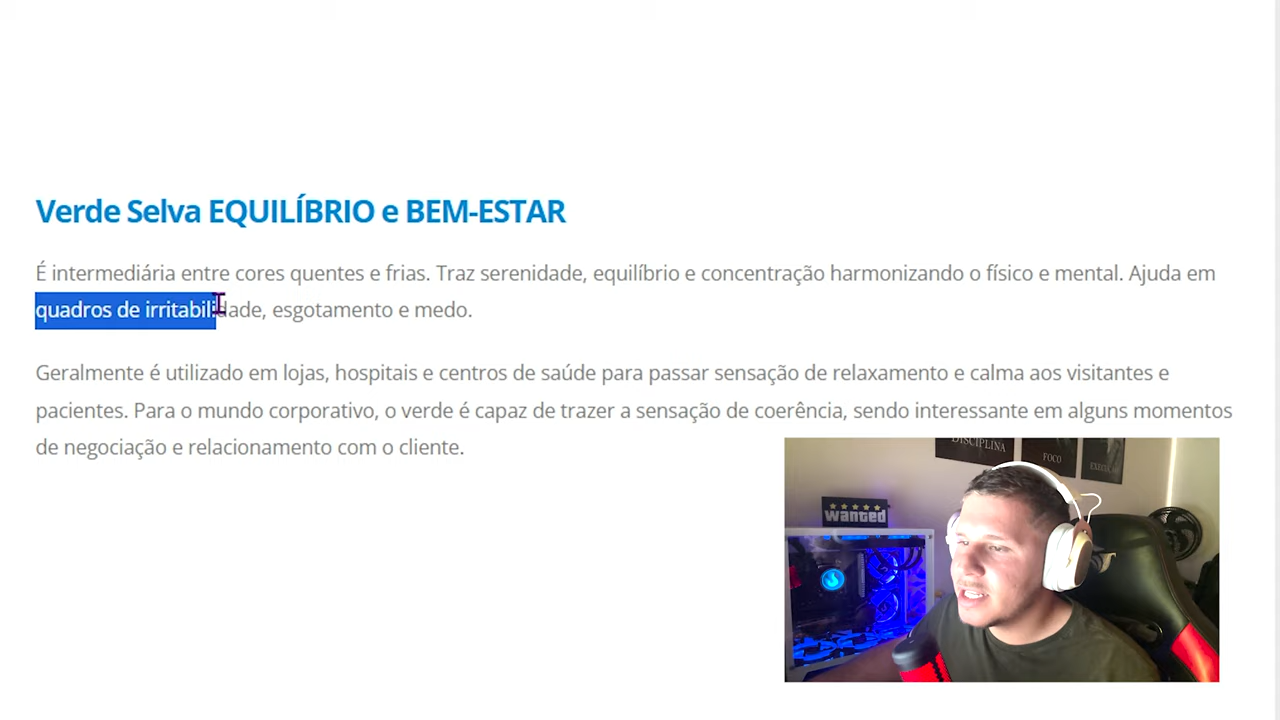 Verde Selva EQUILÍBRIO e BEM-ESTAR
É intermediária entre cores quentes e frias. Traz serenidade, equilíbrio e concentração harmonizando o físico e mental. Ajuda em
quadros de irritabilidade, esgotamento e medo.
Geralmente é utilizado em lojas, hospitais e centros de saúde para passar sensação de relaxamento e calma aos visitantes e
pacientes. Para o mundo corporativo, o verde é capaz de trazer a sensação de coerência, sendo interessante em alguns momentos
de negociação e relacionamento com o cliente.
DISCIPLINA
FOCO
EXECUÇÃO
WANTED